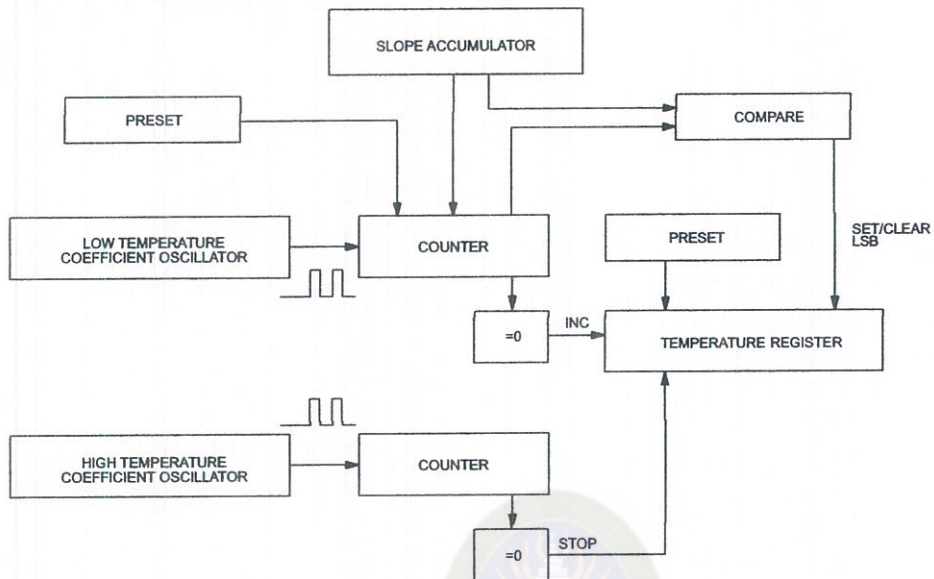 SLOPE ACCUMULATOR
PRESET
COMPARE
LOW TEMPERATURE
COEFFICIENT OSCILLATOR
COUNTER
PRESET
SET/CLEAR
LSB
=0
INC
TEMPERATURE REGISTER
HIGH TEMPERATURE
COEFFICIENT OSCILLATOR
COUNTER
=0
STOP